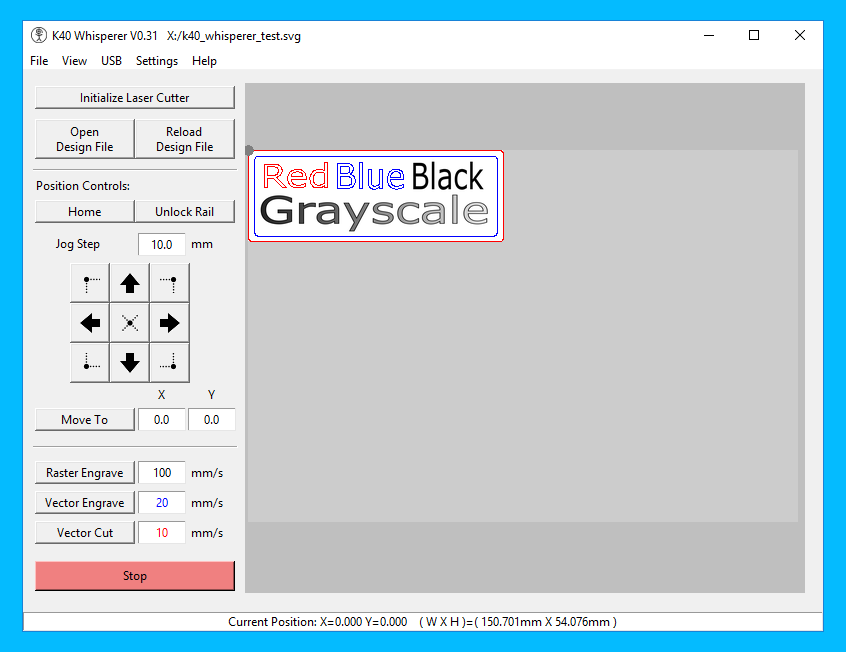 K40 Whisperer V0.31 X:/k40_whisperer_test.svg
File View USB Settings Help
Initialize Laser Cutter
Open
Design File
Reload
Design File
Position Controls:
Home Unlock Rail
Jog Step 10.0 mm
X Y
Move To 0.0 0.0
Raster Engrave 100 mm/s
Vector Engrave 20 mm/s
Vector Cut 10 mm/s
Stop
Red Blue Black
Grayscale
Current Position: X=0.000 Y=0.000 ( W X H )=( 150.701mm X 54.076mm )